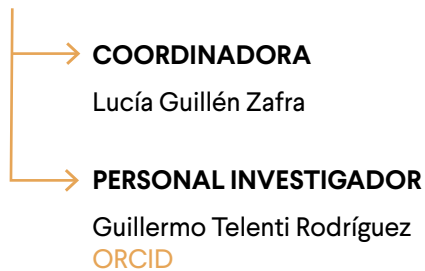 COORDINADORA
Lucía Guillén Zafra
PERSONAL INVESTIGADOR
Guillermo Telenti Rodríguez
ORCID